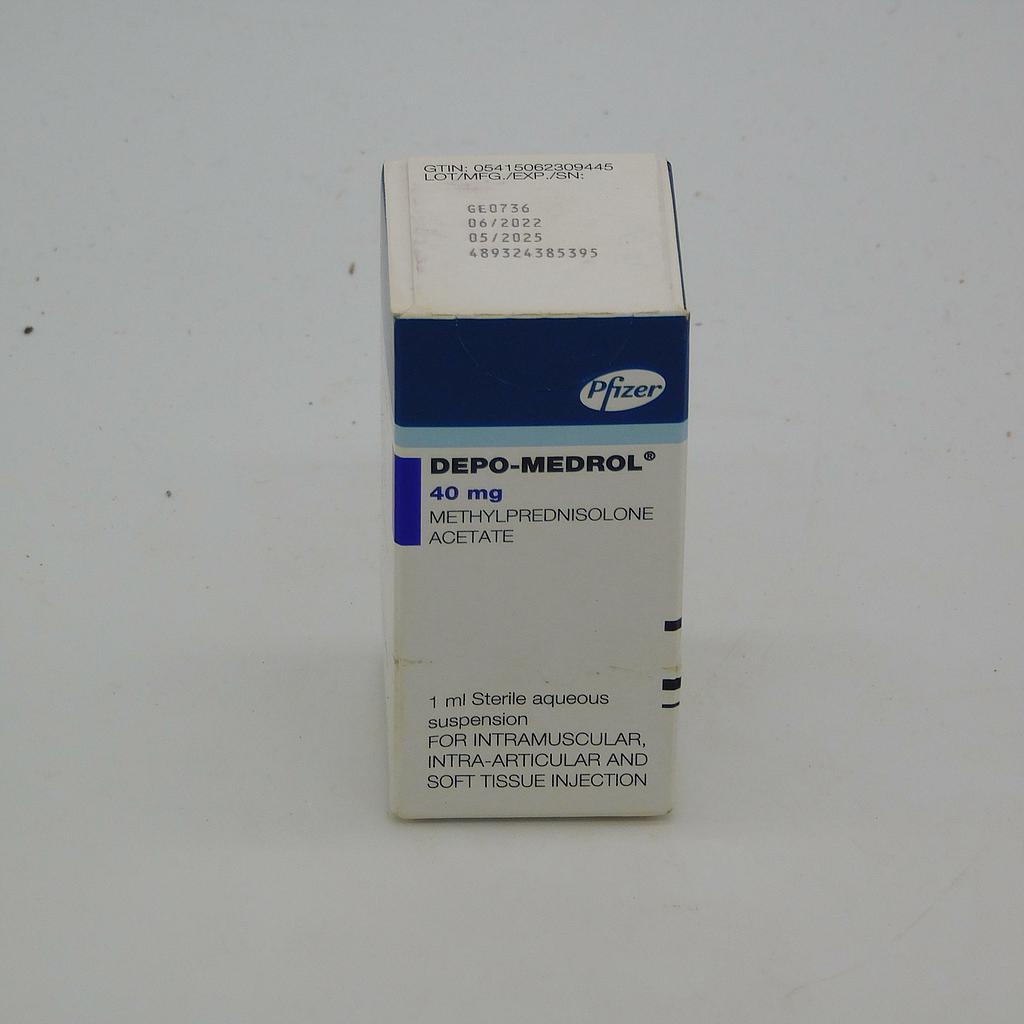 GTIN: 05415062309445
LOT/MFG./EXP./SN:
GE0736
06/2022
05/2025
489324385395
Pfizer
DEPO-MEDROL®
40 mg
METHYLPREDNISOLONE
ACETATE
1 ml Sterile aqueous
suspension
FOR INTRAMUSCULAR,
INTRA-ARTICULAR AND
SOFT TISSUE INJECTION